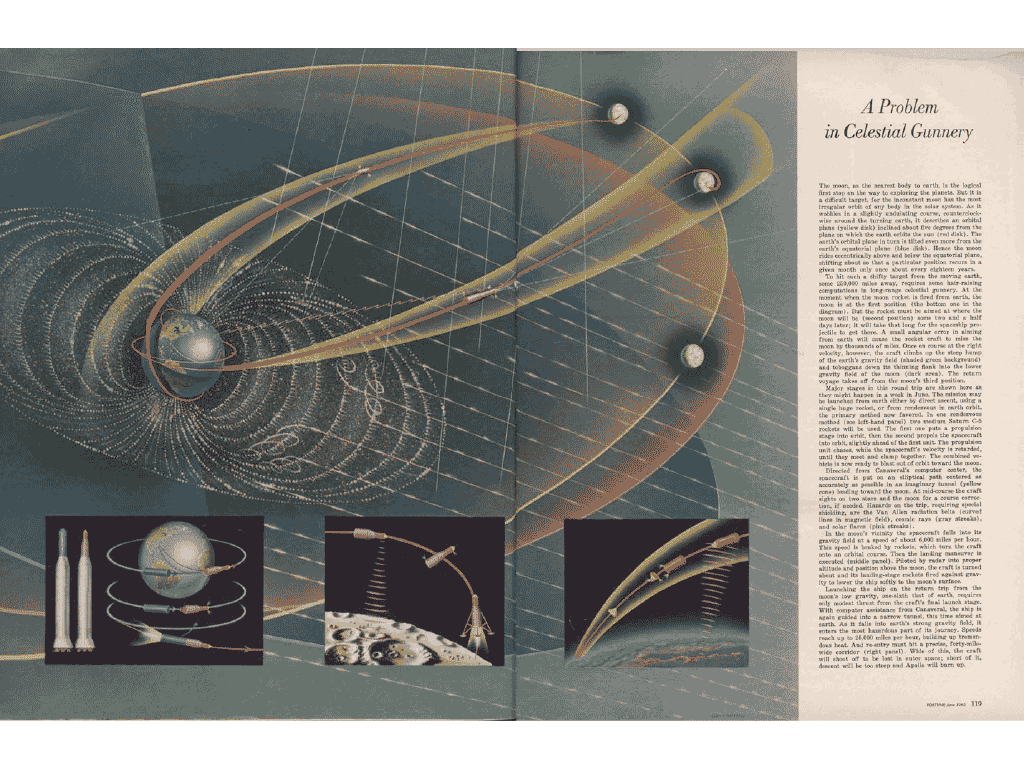 A Problem
in Celestial Gunnery
The moon, as the nearest body to earth, is the logical
first stop on the way to exploring the planets. But it is
a difficult target, for the inconstant moon has the most
irregular orbit of any body in the solar system. As it
wobbles in a slightly undulating course, counterclock-
wise around the turning earth, it describes an orbital
plane (yellow disk) inclined about five degrees from the
plane on which the earth orbits the sun (red disk). The
earth's orbital plane in turn is tilted even more from the
earth's equatorial plane (blue disk). Hence the moon
rides eccentrically above and below the equatorial plane,
shifting about so that a particular position recurs in a
given month only once about every eighteen years.
To hit such a shifty target from the moving earth,
some 250,000 miles away, requires some hair-raising
computations in long-range celestial gunnery. At the
moment when the moon rocket is fired from earth, the
moon is at the first position (the bottom one in the
diagram). But the rocket must be aimed at where the
moon will be (second position) some two and a half
days later; it will take that long for the spaceship pro-
jectile to get there. A small angular error in aiming
from earth will cause the rocket craft to miss the
moon by thousands of miles. Once on course at the right
velocity, however, the craft climbs up the steep hump
of the earth's gravity field (shaded green background)
and toboggans down its thinning flank into the lower
gravity field of the moon (dark area). The return
voyage takes off from the moon's third position.
Major stages in this round trip are shown here as
they might happen in a week in June. The mission may
be launched from earth either by direct ascent, using a
single huge rocket, or from rendezvous in earth orbit,
the primary method now favored. In one rendezvous
method (see left-hand panel) two medium Saturn C-5
rockets will be used. The first one puts a propulsion
stage into orbit, then the second propels the spacecraft
into orbit, slightly ahead of the first unit. The propulsion
unit chases, while the spacecraft's velocity is retarded,
until they meet and clamp together. The combined ve-
hicle is now ready to blast out of orbit toward the moon.
Directed from Canaveral's computer center, the
spacecraft is put on an elliptical path centered as
accurately as possible in an imaginary tunnel (yellow
cone) leading toward the moon. At mid-course the craft
sights on two stars and the moon for a course correc-
tion, if needed. Hazards on the trip, requiring special
shielding, are the Van Allen radiation belts (curved
lines in magnetic field), cosmic rays (gray streaks),
and solar flares (pink streaks).
In the moon's vicinity the spacecraft falls into its
gravity field at a speed of about 6,000 miles per hour.
This speed is braked by rockets, which turn the craft
into an orbital course. Then the landing maneuver is
executed (middle panel). Piloted by radar into proper
altitude and position above the moon, the craft is turned
about and its landing-stage rockets fired against grav-
ity to lower the ship softly to the moon's surface.
Launching the ship on the return trip from the
moon's low gravity, one-sixth that of earth, requires
only modest thrust from the craft's final launch stage.
With computer assistance from Canaveral, the ship is
again guided into a narrow tunnel, this time aimed at
earth. As it falls into earth's strong gravity field, it
enters the most hazardous part of its journey. Speeds
reach up to 25,000 miles per hour, building up tremen-
dous heat. And re-entry must hit a precise, forty-mile-
wide corridor (right panel). Wide of this, the craft
will shoot off to be lost in outer space; short of it,
descent will be too steep and Apollo will burn up.
FORTUNE June 1962 119